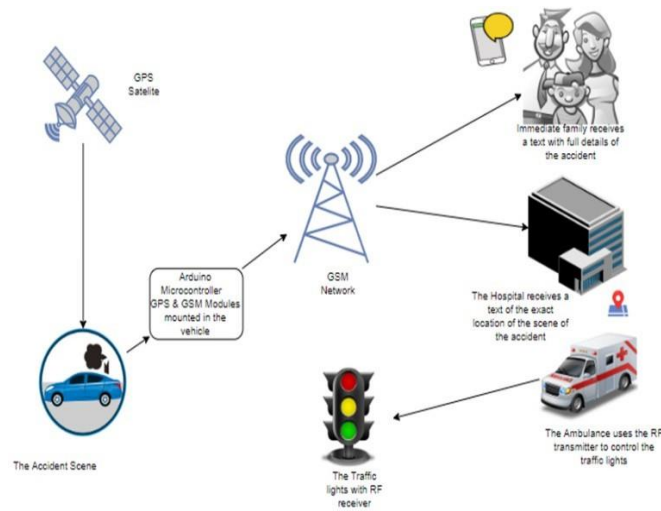 GPS
Satelite
Immediate family receives
a text with full details of
the accident
Arduino
Microcontroller
GPS & GSM Modules
mounted in the
vehicle
GSM
Network
The Hospital receives a
text of the exact
location of the scene of
the accident
The Ambulance uses the RF
transmitter to control the
traffic lights
The Accident Scene
The Traffic
lights with RF
receiver